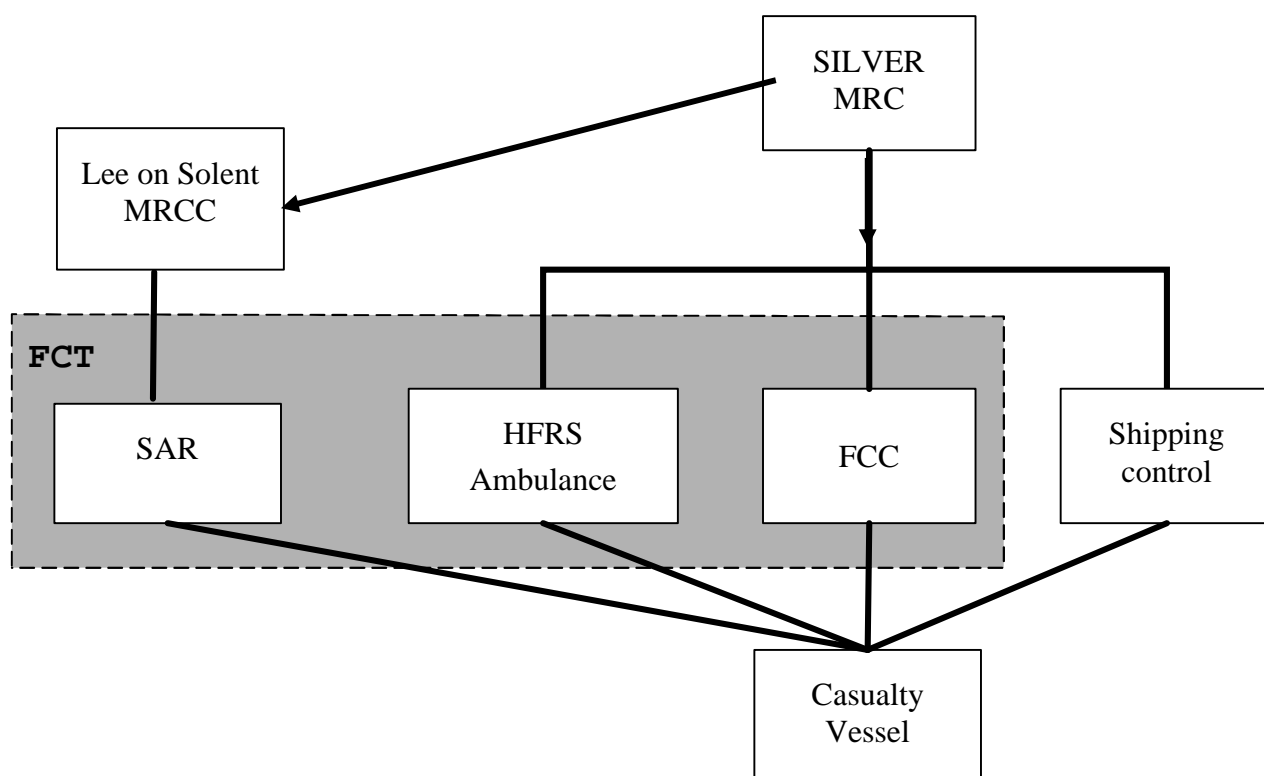 SILVER
MRC
Lee on Solent
MRCC
FCT
SAR
HFRS
Ambulance
FCC
Shipping
control
Casualty
Vessel